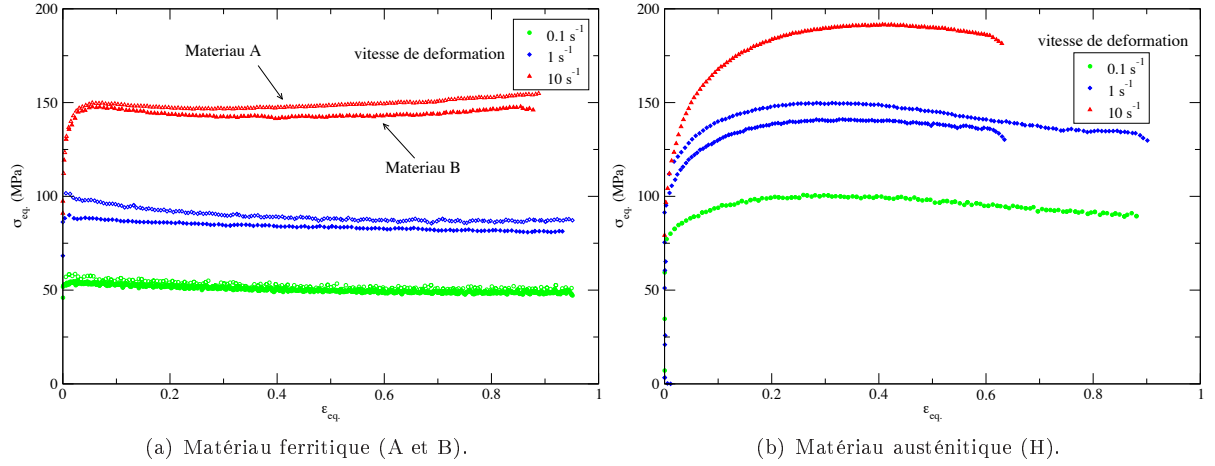 200
150
100
50
0
σeq. (MPa)
Materiau A
vitesse de deformation
0.1 s-1
1 s-1
10 s-1
Materiau B
0
0.2
0.4
0.6
0.8
1
εeq.
(a) Matériau ferritique (A et B).
200
150
100
50
0
σeq. (MPa)
vitesse de deformation
0.1 s-1
1 s-1
10 s-1
0
0.2
0.4
0.6
0.8
1
εeq.
(b) Matériau austénitique (H).